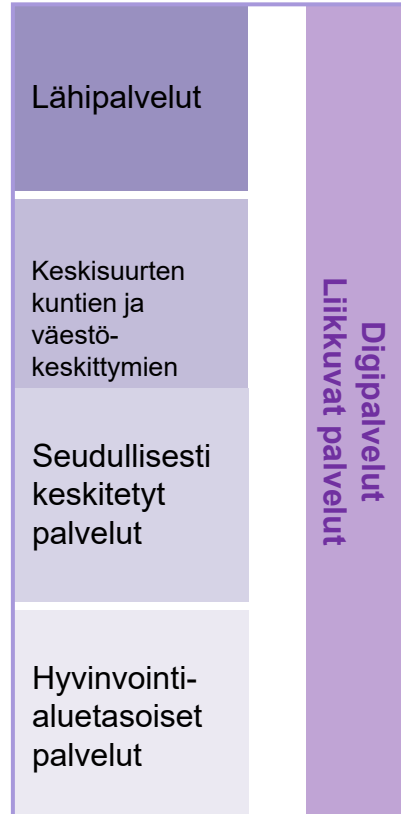 Lähipalvelut
Keskisuurten
kuntien ja
väestö-
keskittymien
Seudullisesti
keskitetyt
palvelut
Hyvinvointi-
aluetasoiset
palvelut
Digipalvelut
Liikkuvat palvelut